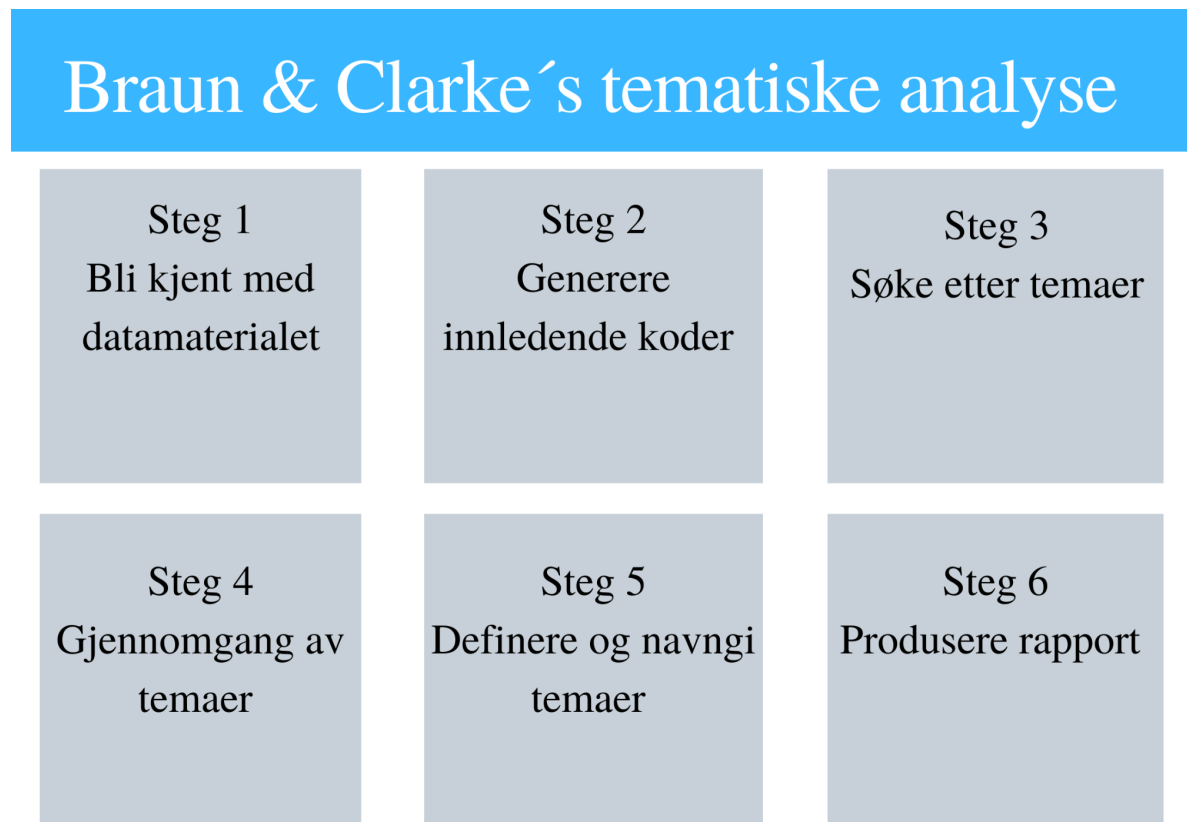 Braun & Clarke´s tematiske analyse
Steg 1
Bli kjent med
datamaterialet
Steg 2
Generere
innledende koder
Steg 3
Søke etter temaer
Steg 4
Gjennomgang av
temaer
Steg 5
Definere og navngi
temaer
Steg 6
Produsere rapport